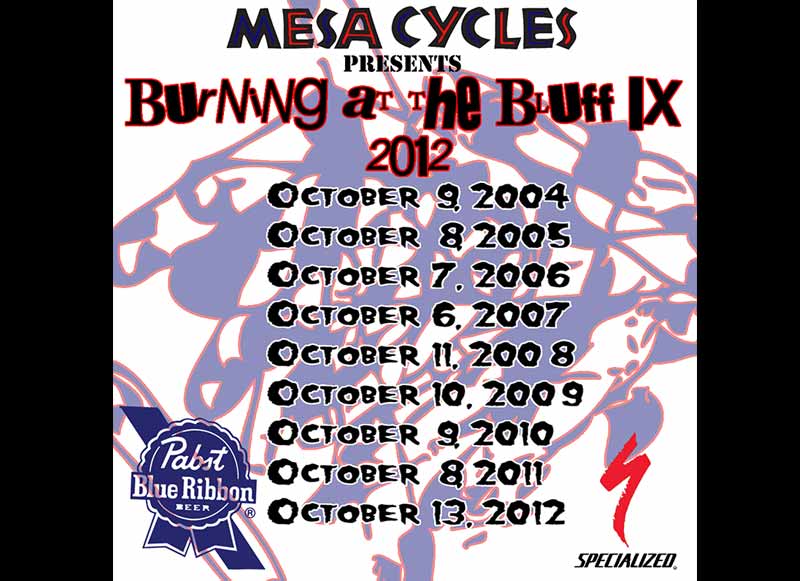 MESA CYCLES
PRESENTS
BurNiNg aT ThE BLuff IX
2012
OCTOBER 9, 2004
OCTOBER 8, 2005
OCTOBER 7, 2006
OCTOBER 6, 2007
OCTOBER 11, 2008
OCTOBER 10, 2009
OCTOBER 9, 2010
OCTOBER 8, 2011
OCTOBER 13, 2012
Pabst
Blue Ribbon
BEER
®
SPECIALIZED®